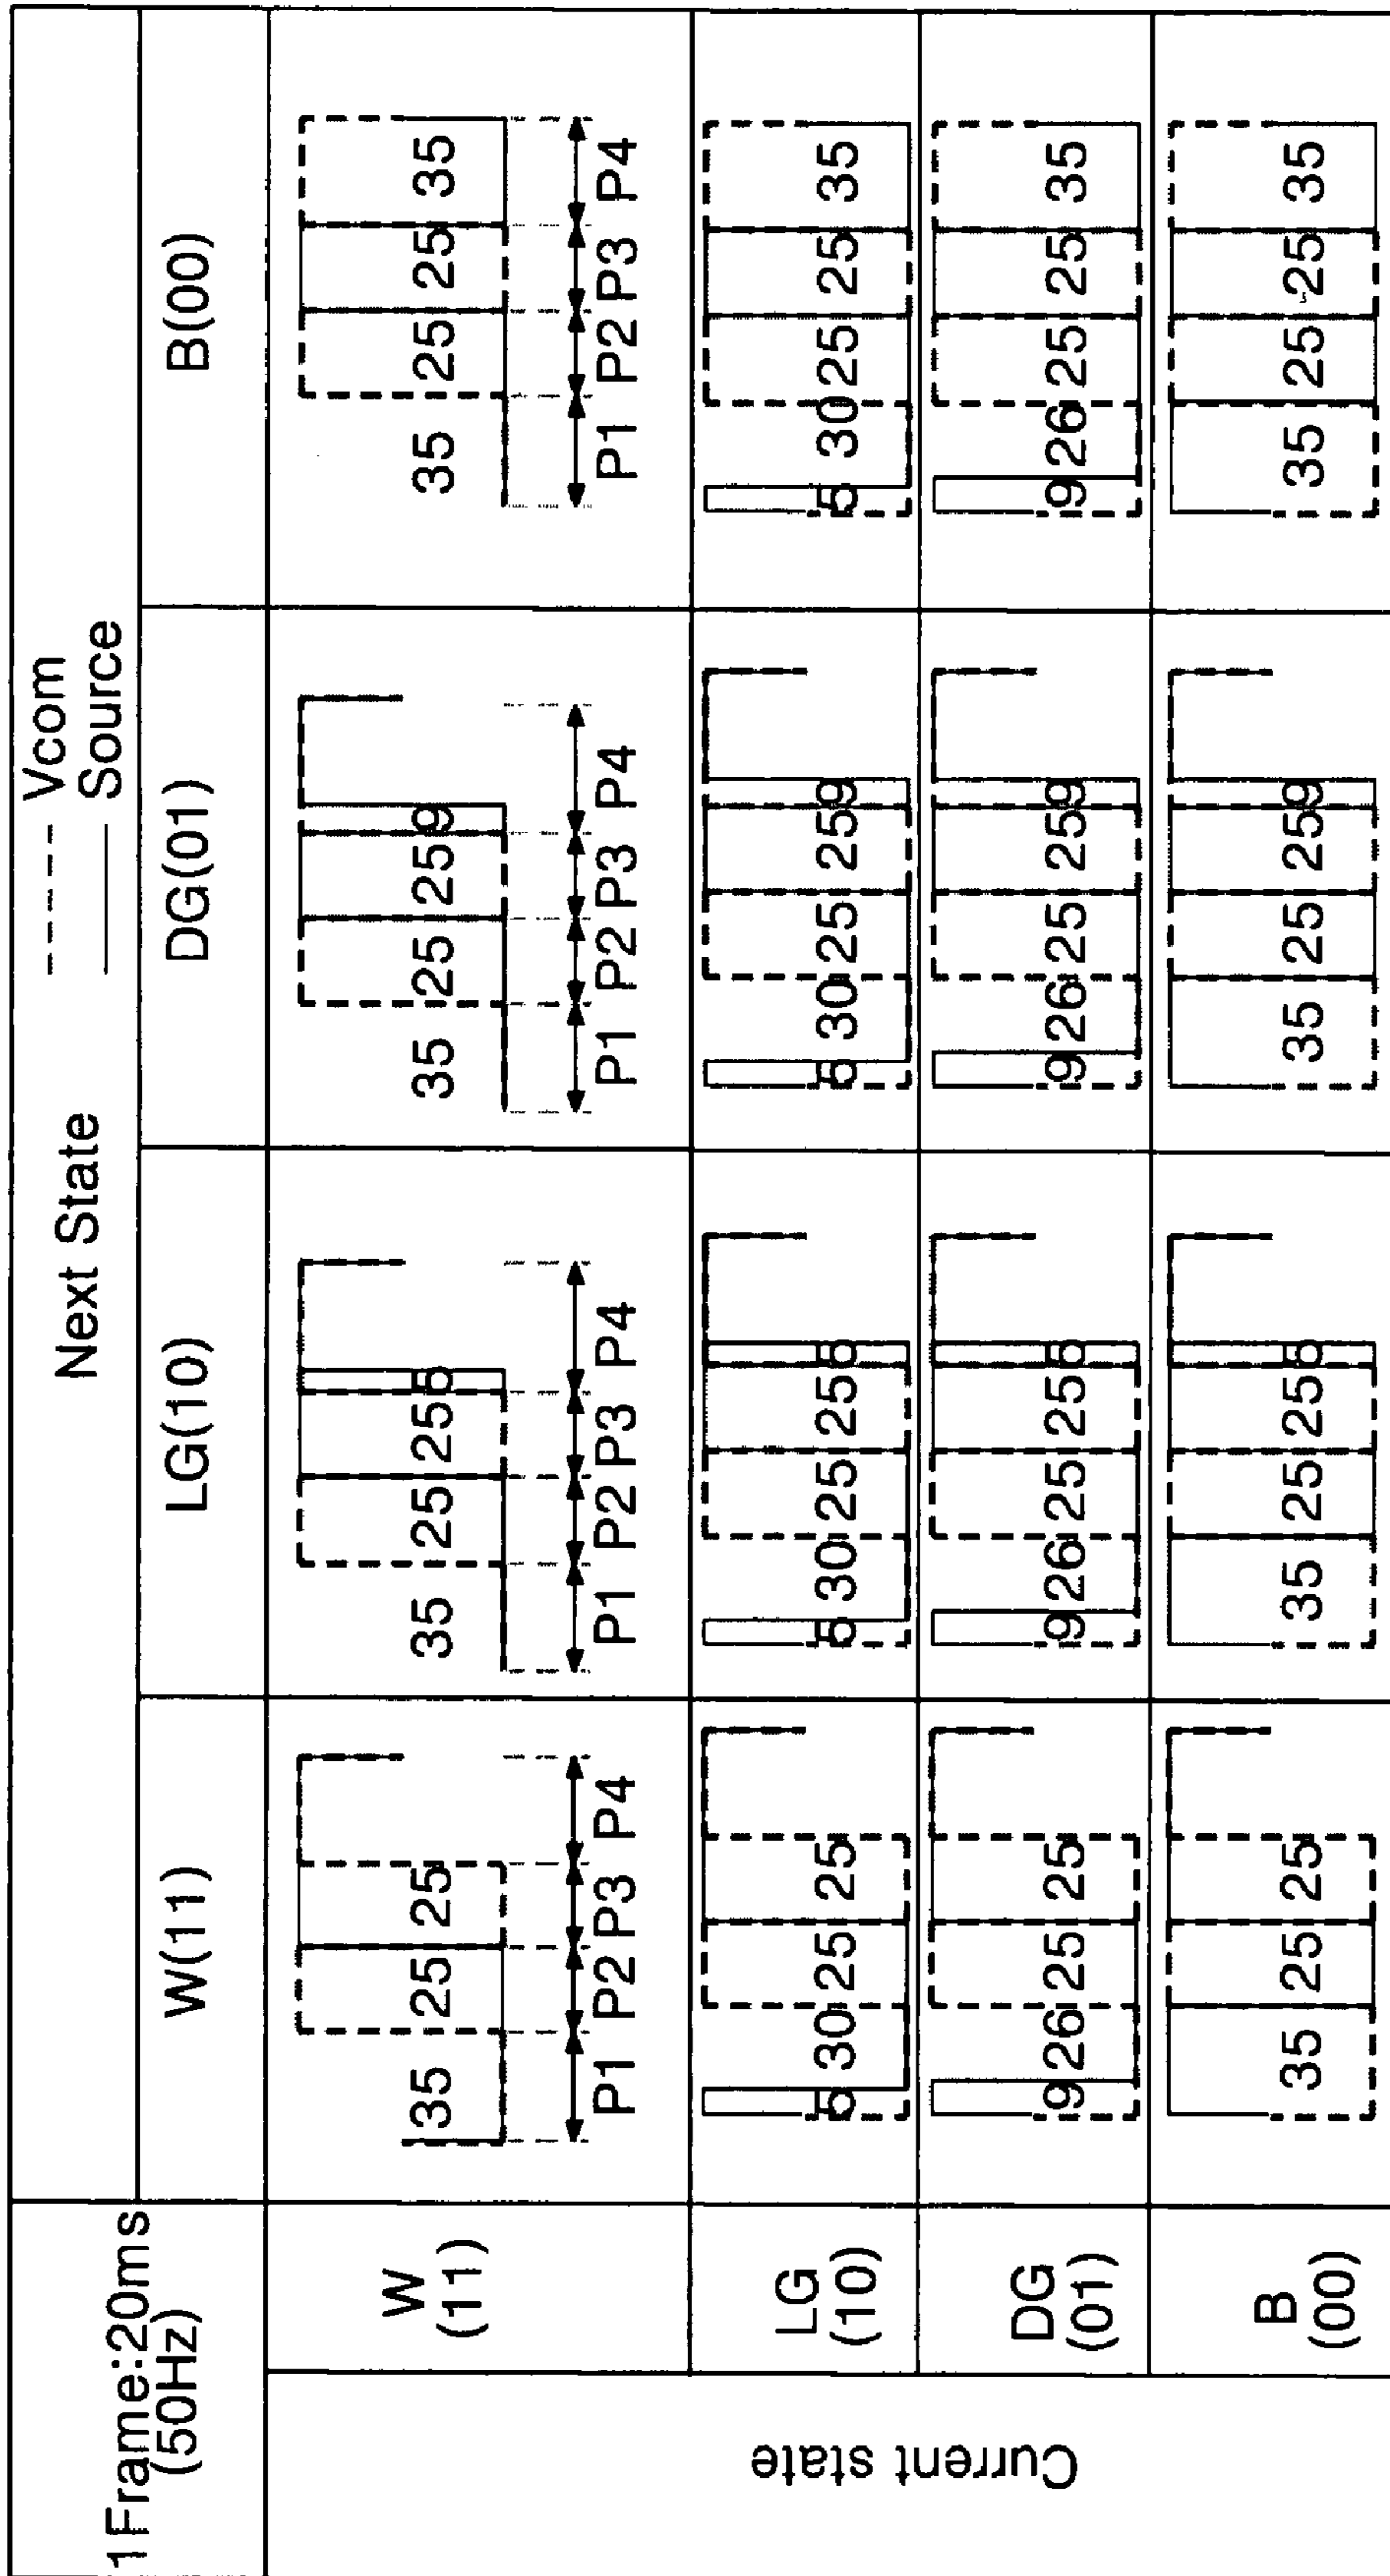 1Frame:20ms
(50Hz)
Next State
---- Vcom
— Source
W(11)
LG(10)
DG(01)
B(00)
Current state
W
(11)
35 25 25
P1 P2 P3 P4
35 25 25 5
P1 P2 P3 P4
35 25 25 9
P1 P2 P3 P4
35 25 25 35
P1 P2 P3 P4
LG
(10)
5 30 25 25
5 30 25 25 5
5 30 25 25 9
5 30 25 25 35
DG
(01)
9 26 25 25
9 26 25 25 5
9 26 25 25 9
9 26 25 25 35
B
(00)
35 25 25
35 25 25 5
35 25 25 9
35 25 25 35